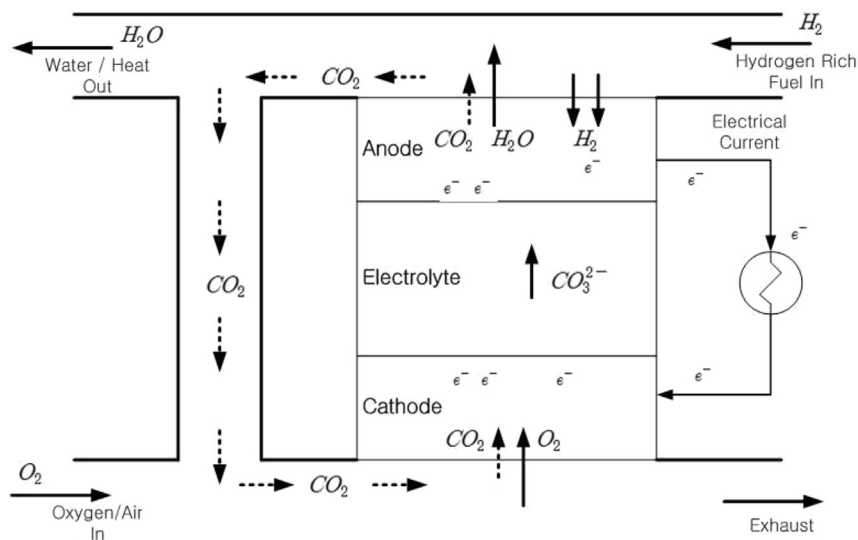 H₂O
Water / Heat
Out
H₂
Hydrogen Rich
Fuel In
CO₂
CO₂
H₂O
H₂
Anode
e⁻
e⁻ e⁻
Electrical
Current
e⁻
e⁻
CO₂
Electrolyte
CO₃²⁻
e⁻ e⁻
e⁻
e⁻
Cathode
CO₂
O₂
O₂
Oxygen/Air
In
CO₂
Exhaust